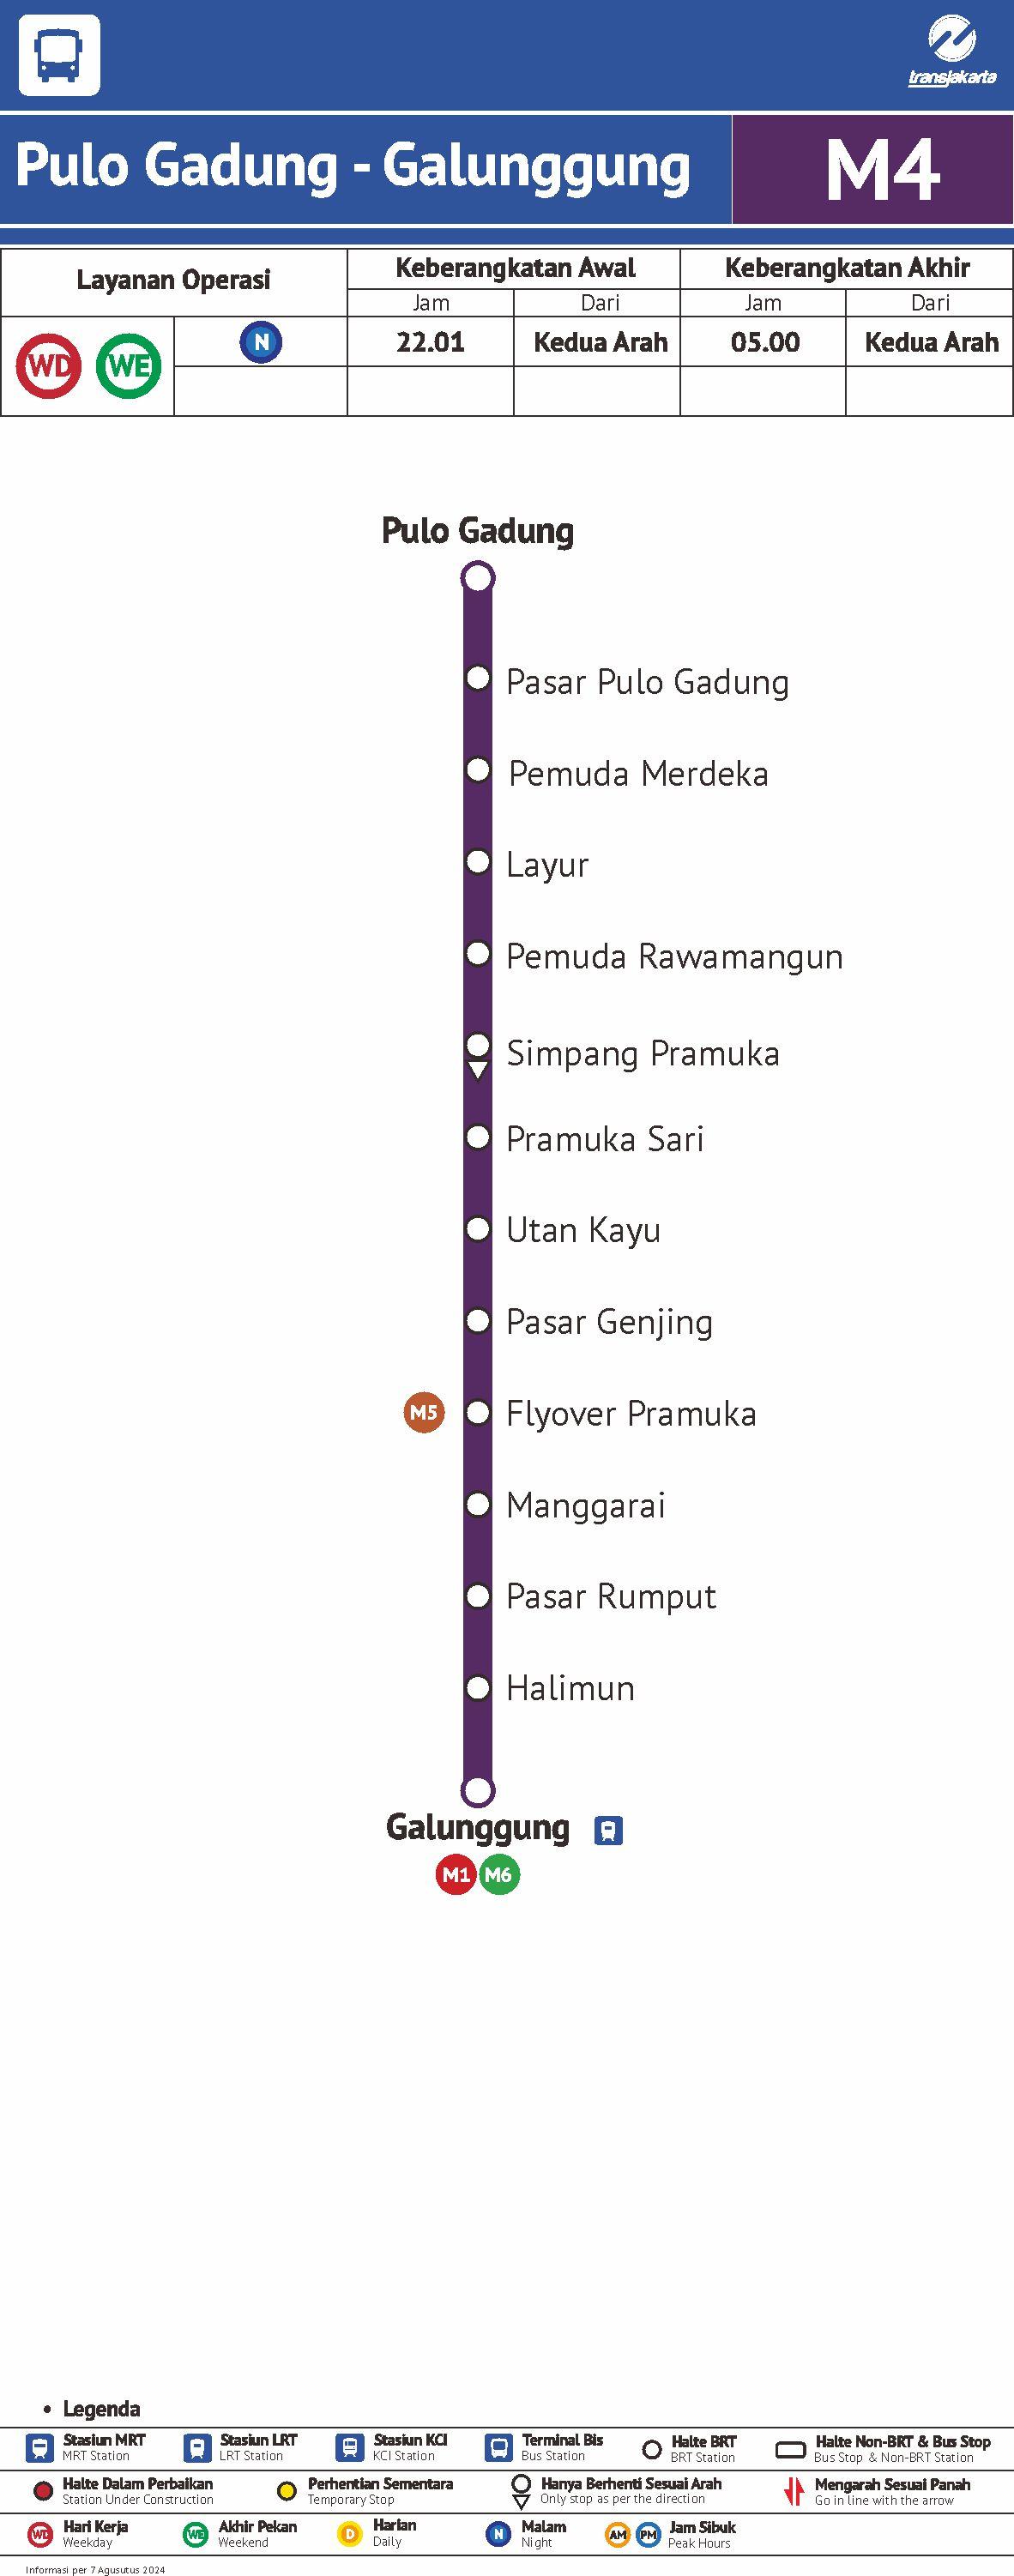 transjakarta
Pulo Gadung - Galunggung
M4
Layanan Operasi
Keberangkatan Awal
Keberangkatan Akhir
Jam
Dari
Jam
Dari
WD
WE
N
22.01
Kedua Arah
05.00
Kedua Arah
Pulo Gadung
Pasar Pulo Gadung
Pemuda Merdeka
Layur
Pemuda Rawamangun
Simpang Pramuka
Pramuka Sari
Utan Kayu
Pasar Genjing
M5
Flyover Pramuka
Manggarai
Pasar Rumput
Halimun
Galunggung
M1 M6
• Legenda
Stasiun MRT
MRT Station
Stasiun LRT
LRT Station
Stasiun KCI
KCI Station
Terminal Bis
Bus Station
Halte BRT
BRT Station
Halte Non-BRT & Bus Stop
Bus Stop & Non-BRT Station
Halte Dalam Perbaikan
Station Under Construction
Perhentian Sementara
Temporary Stop
Hanya Berhenti Sesuai Arah
Only stop as per the direction
Mengarah Sesuai Panah
Go in line with the arrow
WD
Hari Kerja
Weekday
WE
Akhir Pekan
Weekend
D
Harian
Daily
N
Malam
Night
AM PM
Jam Sibuk
Peak Hours
Informasi per 7 Agusutus 2024